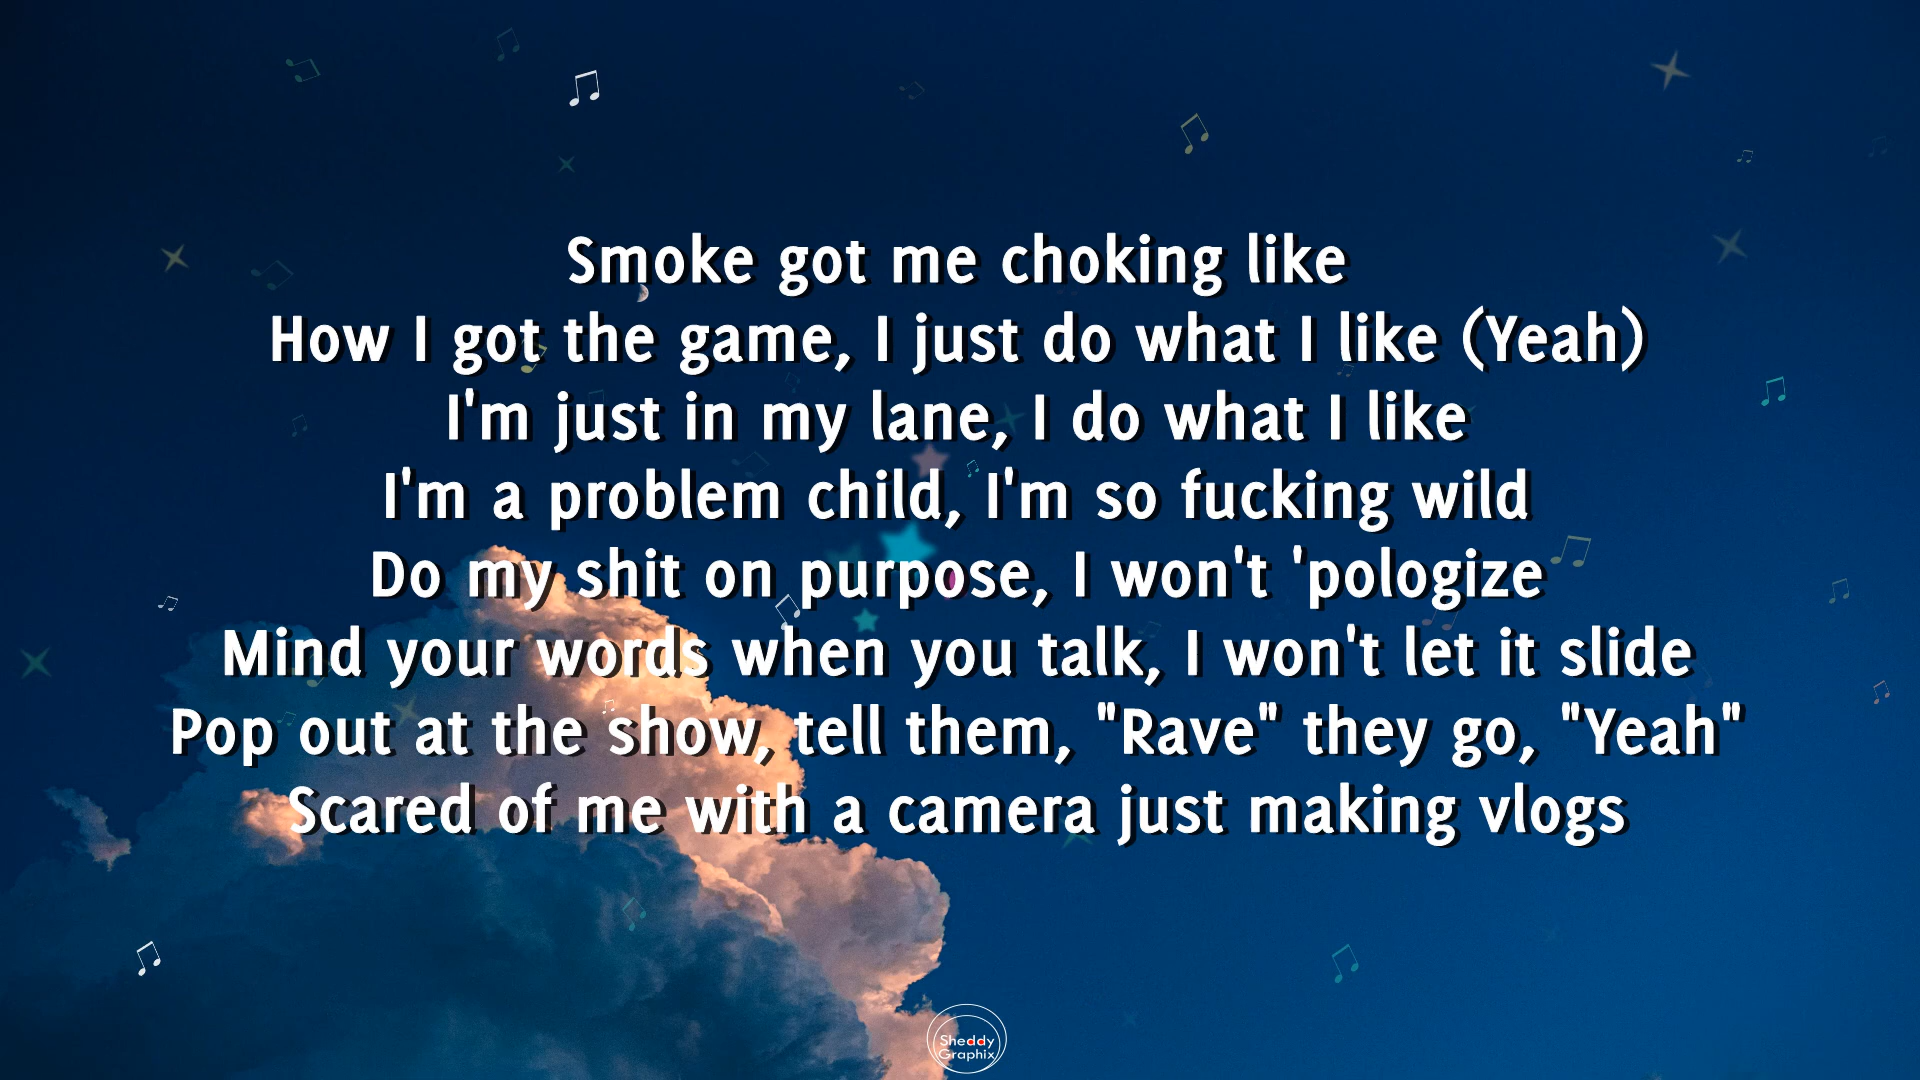 Smoke got me choking like
How I got the game, I just do what I like (Yeah)
I'm just in my lane, I do what I like
I'm a problem child, I'm so fucking wild
Do my shit on purpose, I won't 'pologize
Mind your words when you talk, I won't let it slide
Pop out at the show, tell them, "Rave" they go, "Yeah"
Scared of me with a camera just making vlogs
Sheddy
Graphix